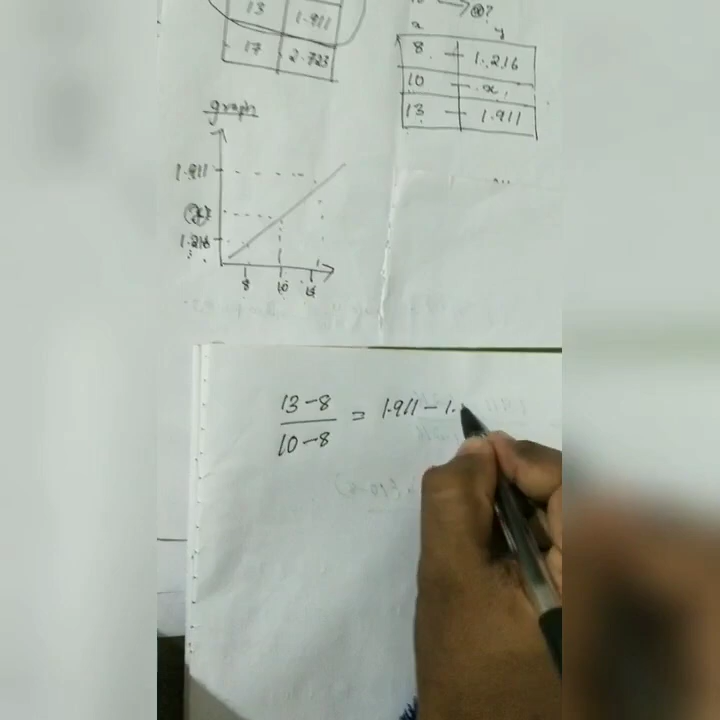 13 1.911
17 2.723
x y
8 1.216
10 x
13 1.911
graph
1.911
1.216
8 10
13-8 = 1.911-1.
10-8